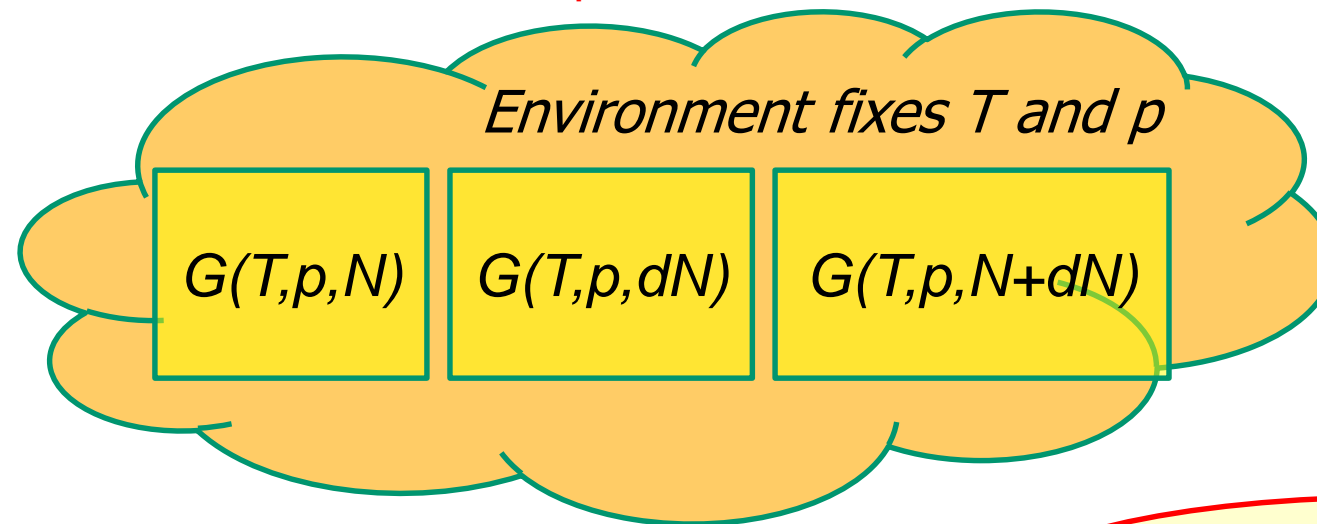 Environment fixes T and p
G(T,p,N) G(T,p,dN) G(T,p,N+dN)